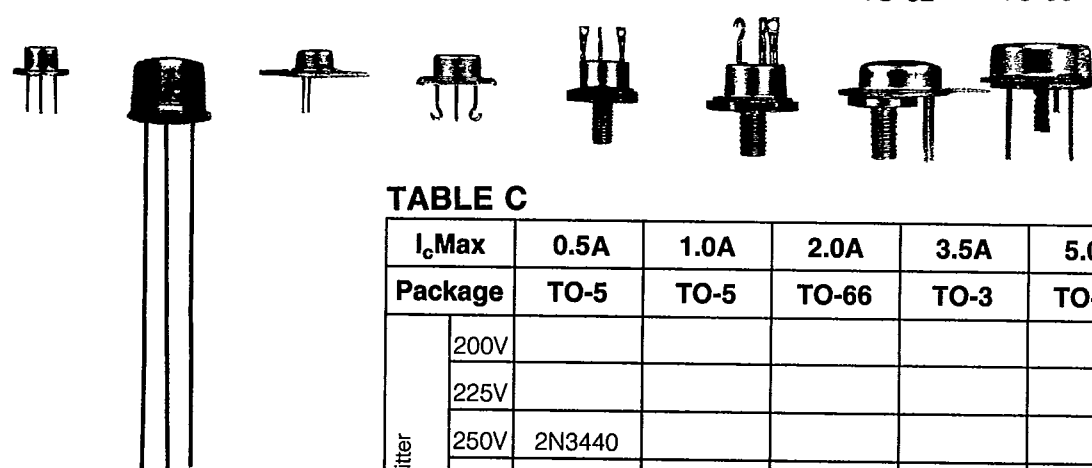 TABLE C
IcMax 0.5A 1.0A 2.0A 3.5A
Package TO-5 TO-5 TO-66 TO-3
200V
225V
250V 2N3440